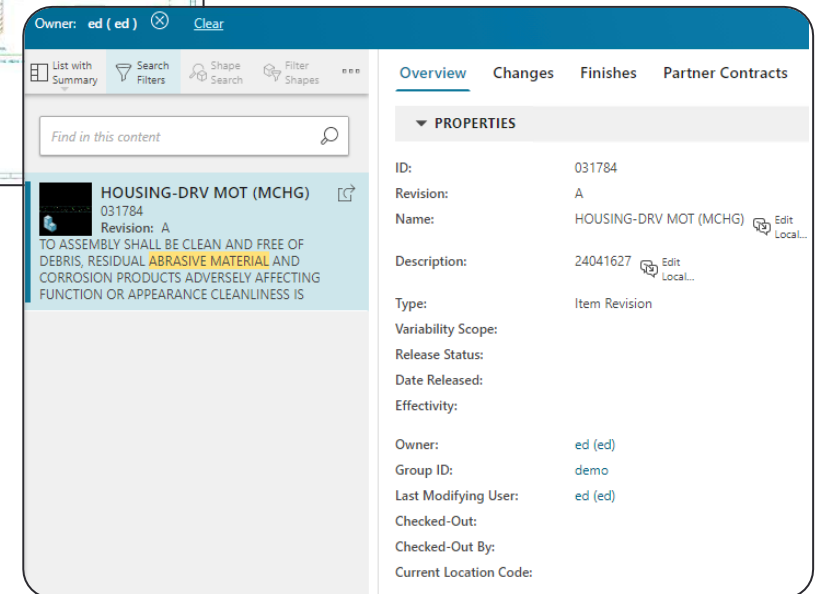 Owner: ed ( ed ) Clear
List with Summary
Search Filters
Shape Search
Filter Shapes
Find in this content
HOUSING-DRV MOT (MCHG)
031784
Revision: A
TO ASSEMBLY SHALL BE CLEAN AND FREE OF
DEBRIS, RESIDUAL ABRASIVE MATERIAL AND
CORROSION PRODUCTS ADVERSELY AFFECTING
FUNCTION OR APPEARANCE CLEANLINESS IS
Overview Changes Finishes Partner Contracts
PROPERTIES
ID: 031784
Revision: A
Name: HOUSING-DRV MOT (MCHG) Edit Local...
Description: 24041627 Edit Local...
Type: Item Revision
Variability Scope:
Release Status:
Date Released:
Effectivity:
Owner: ed (ed)
Group ID: demo
Last Modifying User: ed (ed)
Checked-Out:
Checked-Out By:
Current Location Code: